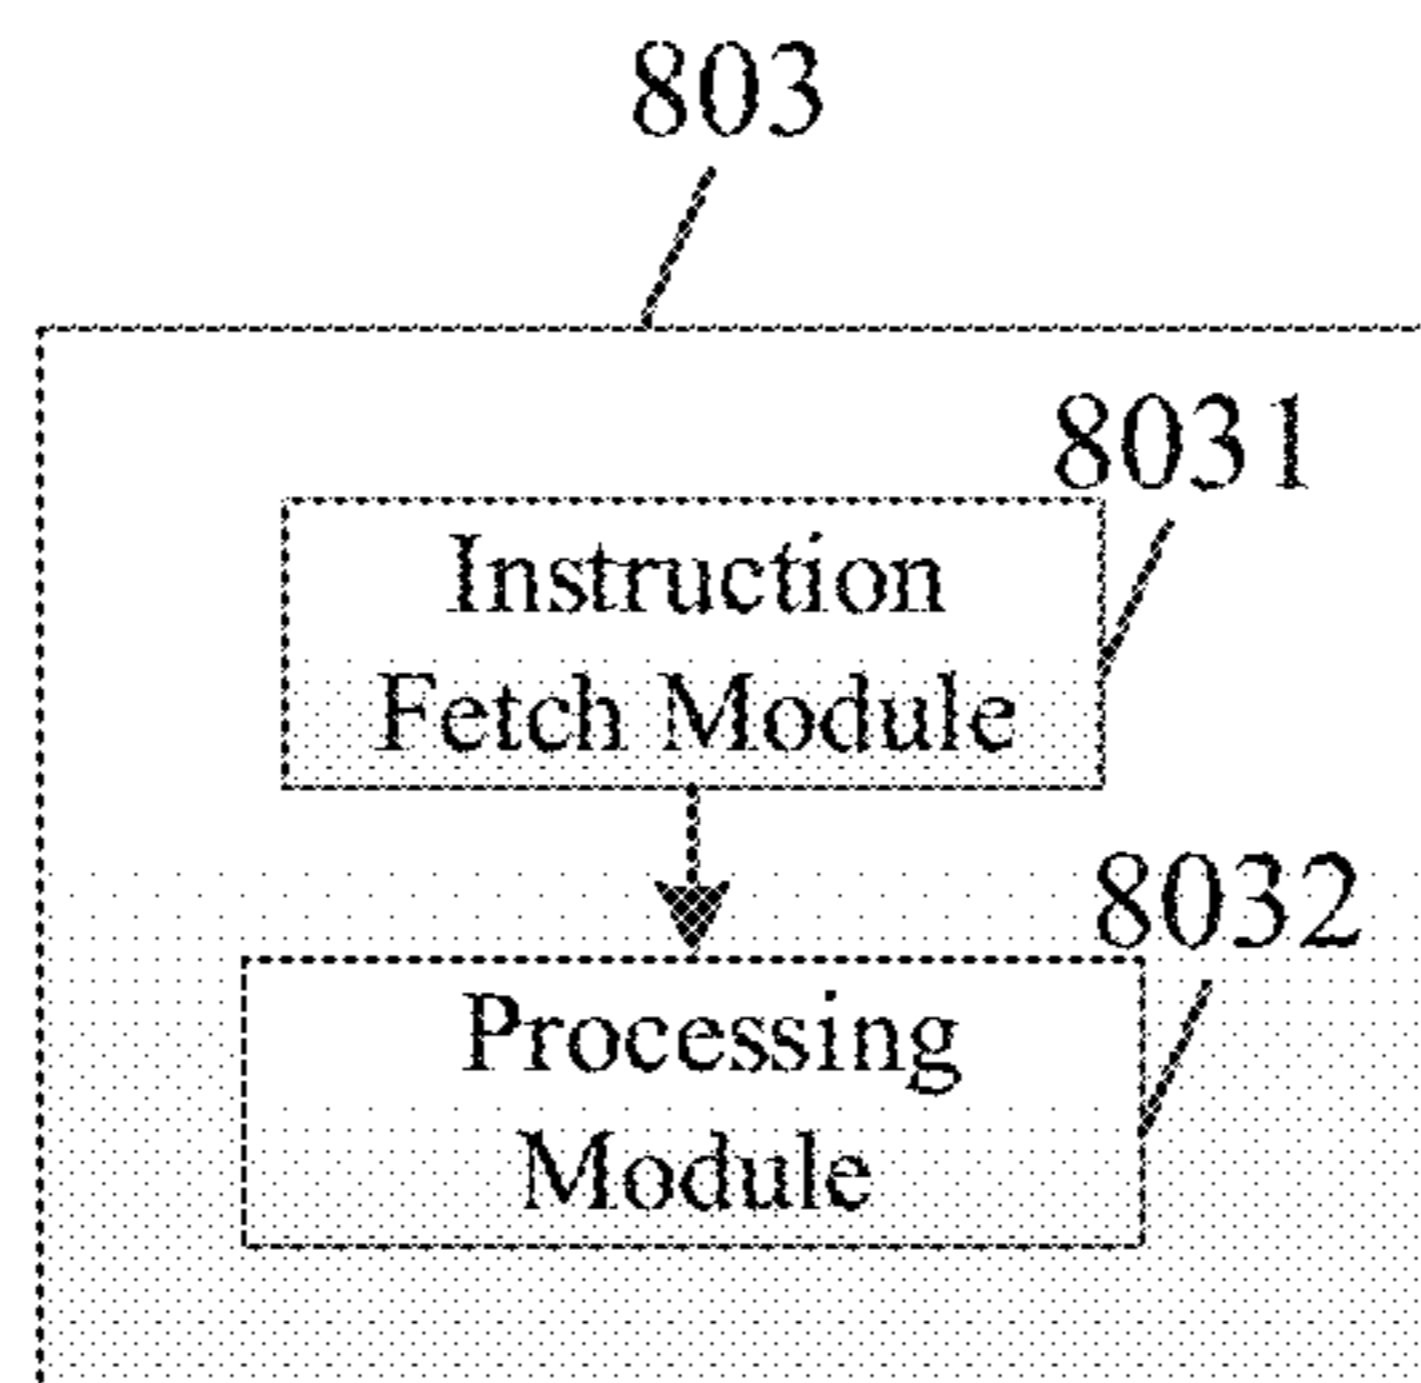 803
8031
Instruction
Fetch Module
8032
Processing
Module